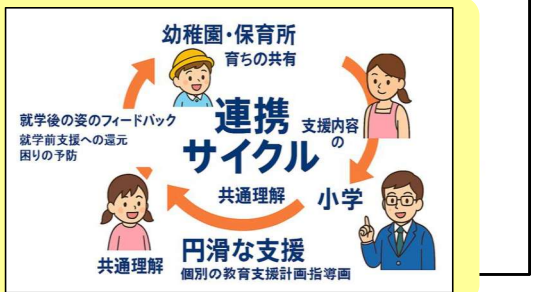 幼稚園・保育所
育ちの共有
就学後の姿のフィードバック
就学前支援への還元
困りの予防
連携
サイクル
支援内容
の
共通理解
小学
共通理解
円滑な支援
個別の教育支援計画・指導画